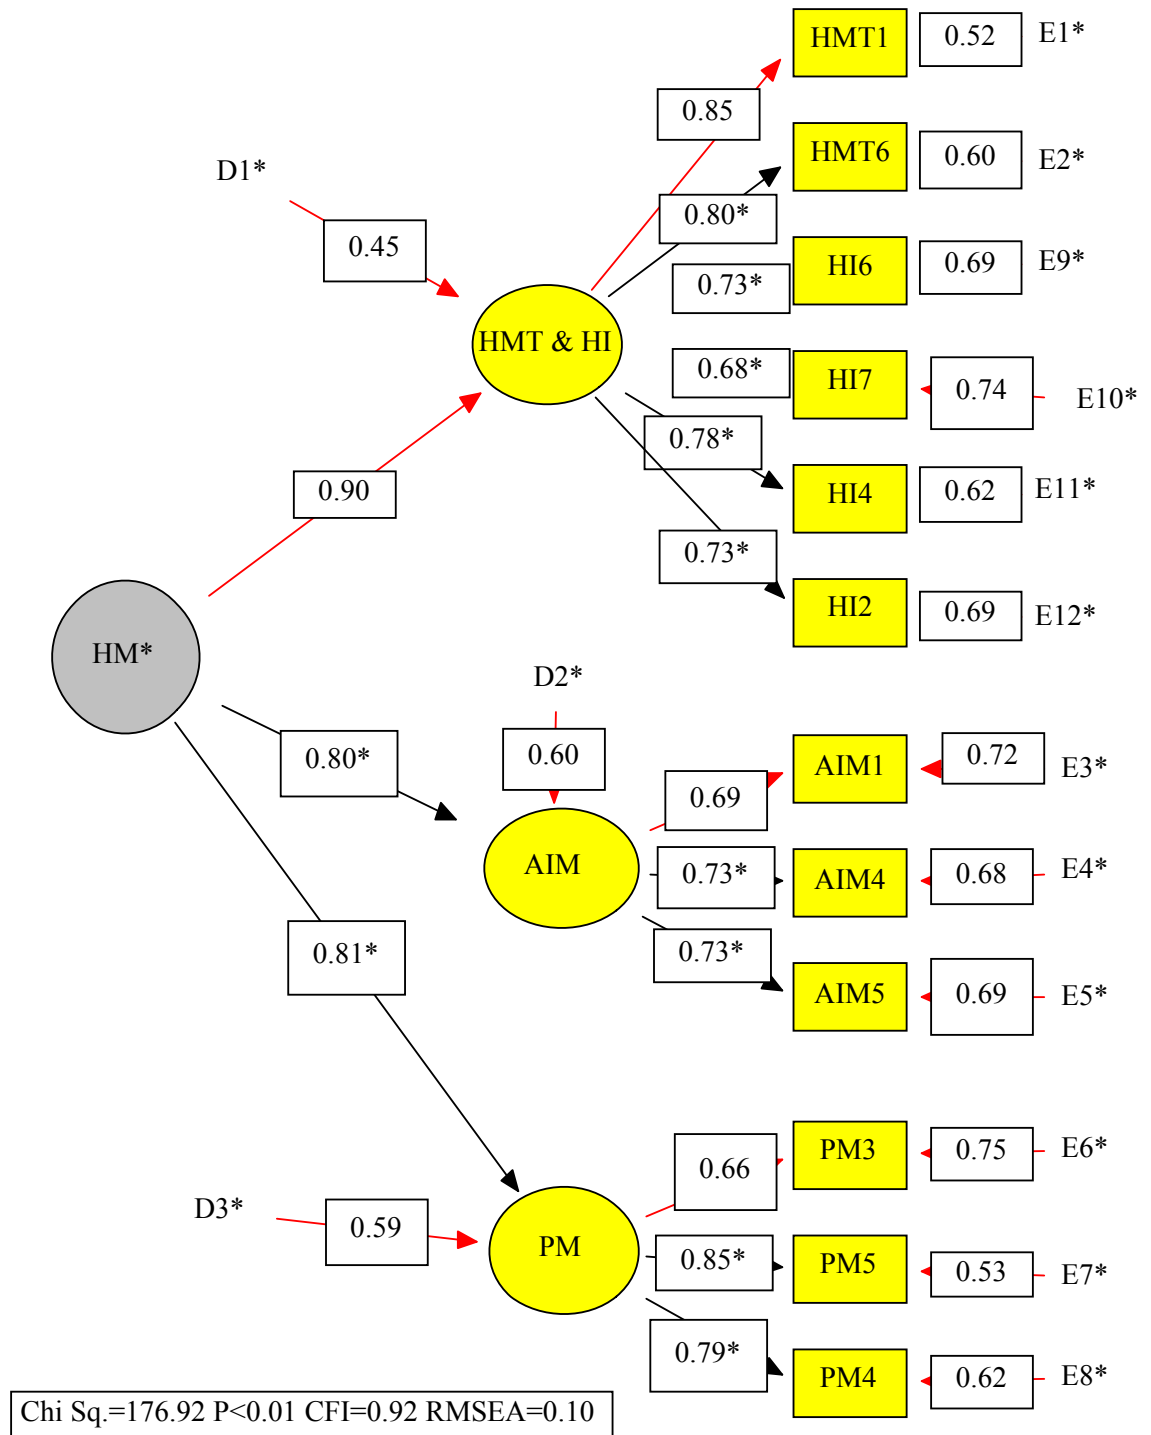 HMT1
0.52
E1*
0.85
HMT6
0.60
E2*
D1*
0.80*
0.45
HI6
0.69
E9*
0.73*
HMT & HI
0.68*
HI7
0.74
E10*
0.78*
0.90
HI4
0.62
E11*
0.73*
HI2
0.69
E12*
HM*
D2*
0.80*
0.60
0.69
AIM1
0.72
E3*
AIM
0.73*
AIM4
0.68
E4*
0.81*
0.73*
AIM5
0.69
E5*
0.66
PM3
0.75
E6*
D3*
0.59
PM
0.85*
PM5
0.53
E7*
0.79*
PM4
0.62
E8*
Chi Sq.=176.92 P<0.01 CFI=0.92 RMSEA=0.10